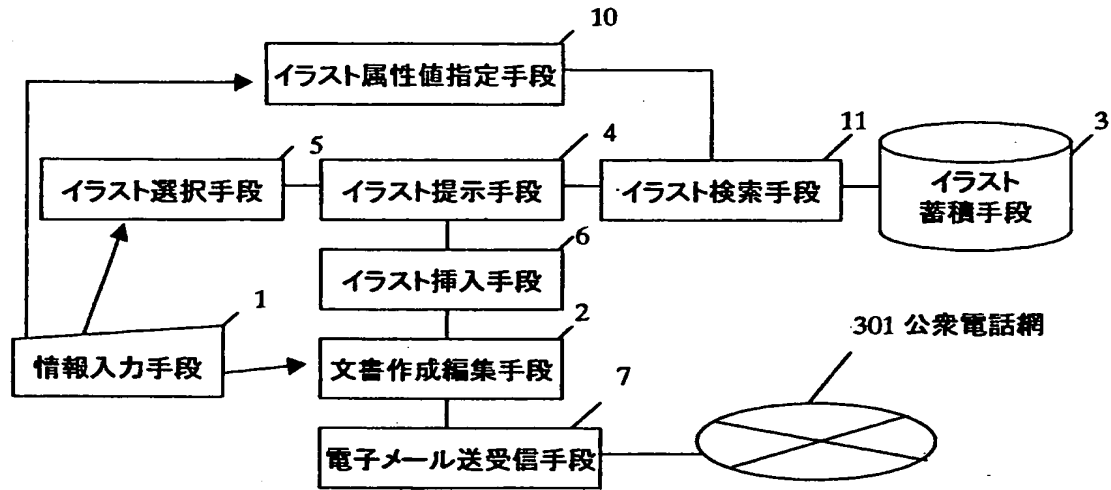 10
イラスト属性値指定手段
5
イラスト選択手段
4
イラスト提示手段
11
イラスト検索手段
3
イラスト
蓄積手段
6
イラスト挿入手段
1
情報入力手段
2
文書作成編集手段
301 公衆電話網
7
電子メール送受信手段